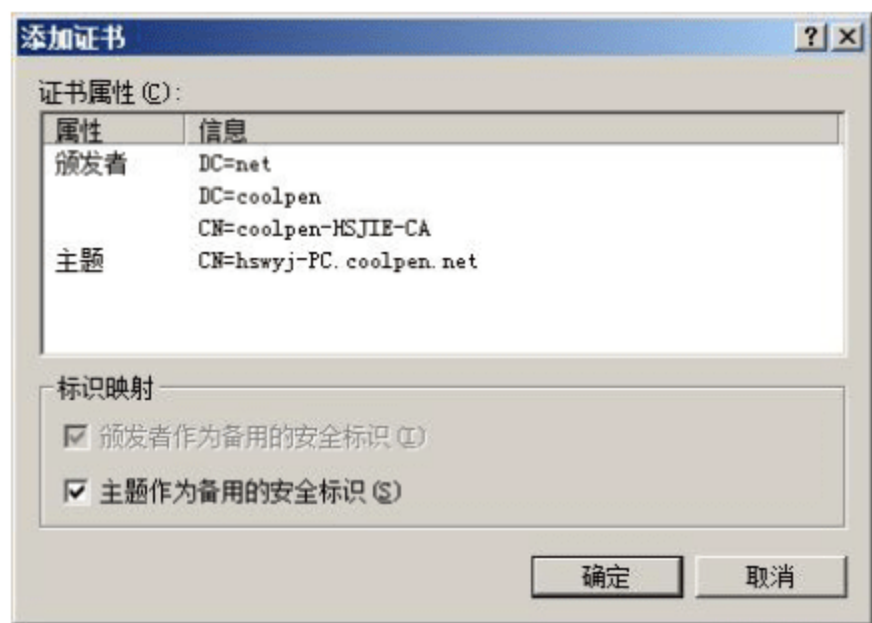 添加证书
证书属性(C):
属性 信息
颁发者 DC=net
DC=coolpen
CN=coolpen-HSJIE-CA
主题 CN=hswyj-PC.coolpen.net
标识映射
颁发者作为备用的安全标识(I)
主题作为备用的安全标识(S)
确定 取消